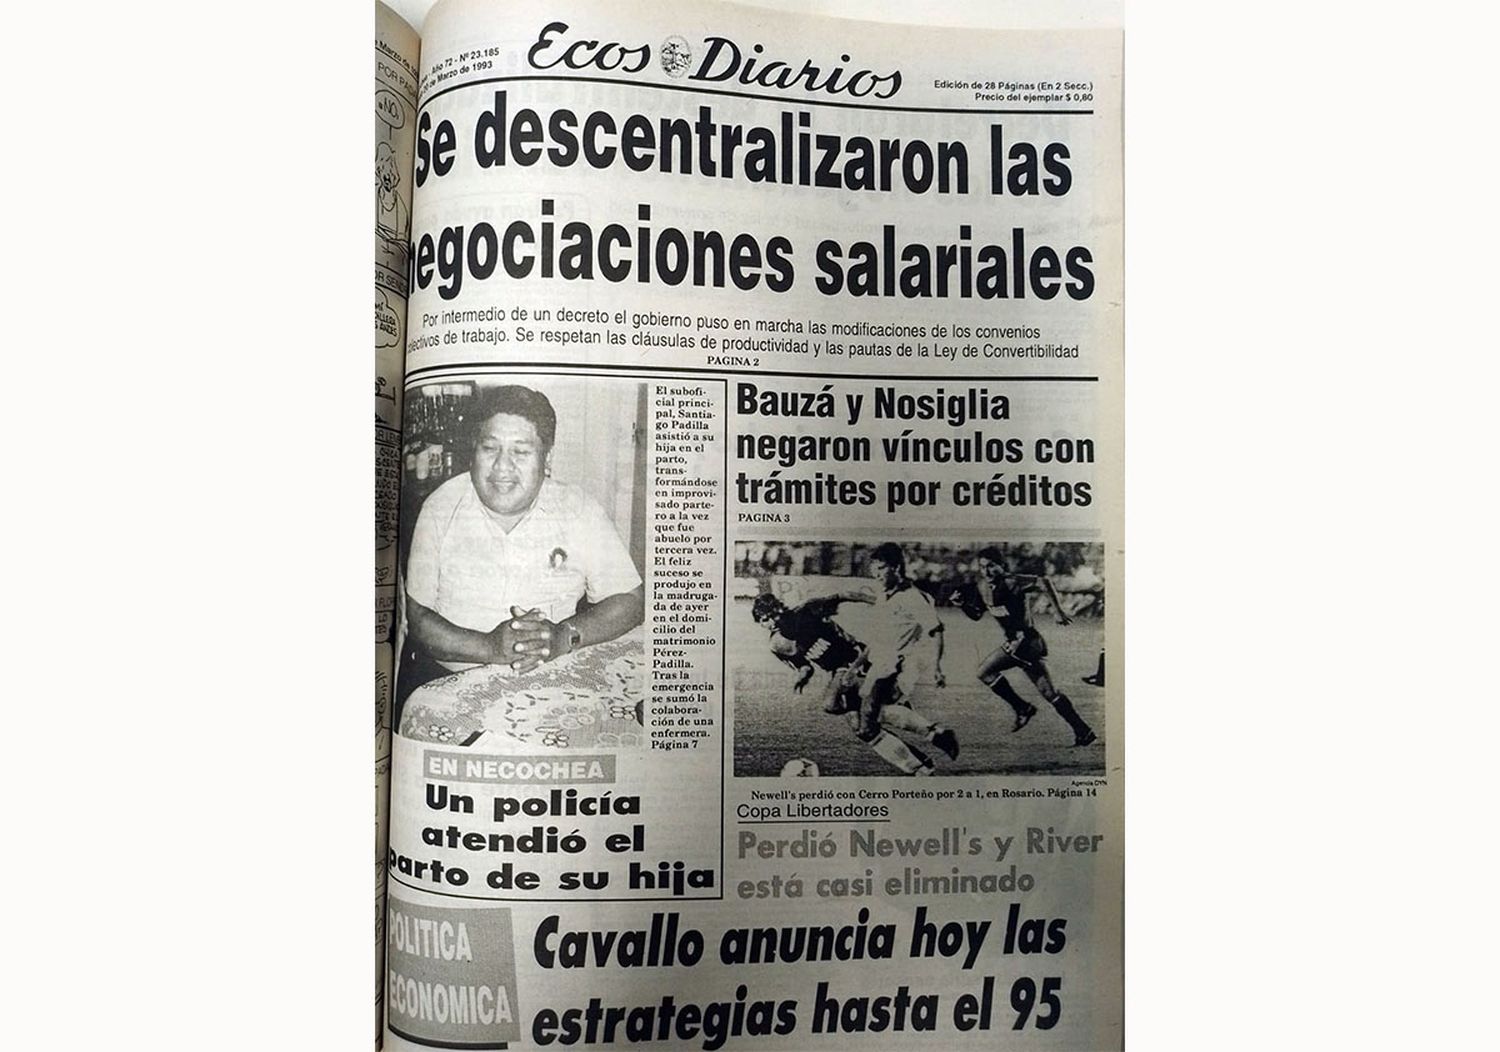 Año 72 - Nº 23.185
de Marzo de 1993
Ecos Diarios
Edición de 28 Páginas (En 2 Secc.)
Precio del ejemplar $ 0,80
Se descentralizaron las
negociaciones salariales
Por intermedio de un decreto el gobierno puso en marcha las modificaciones de los convenios
ectivos de trabajo. Se respetan las cláusulas de productividad y las pautas de la Ley de Convertibilidad
PAGINA 2
El subofi-
cial princi-
pal, Santia-
go Padilla
asistió a su
hija en el
parto,
trans-
formándose
en improvi-
sado parte-
ro a la vez
que fue
abuelo por
tercera vez.
El feliz
suceso se
produjo en
la madruga-
da de ayer
en el domi-
cilio del
matrimonio
Pérez-
Padilla.
Tras la
emergencia
se sumó la
colabora-
ción de una
enfermera.
Página 7
EN NECOCHEA
Un policía
atendió el
parto de su hija
Bauzá y Nosiglia
negaron vínculos con
trámites por créditos
PAGINA 3
Agencia DYN
Newell's perdió con Cerro Porteño por 2 a 1, en Rosario. Página 14
Copa Libertadores
Perdió Newell's y River
está casi eliminado
POLITICA
ECONOMICA
Cavallo anuncia hoy las
estrategias hasta el 95